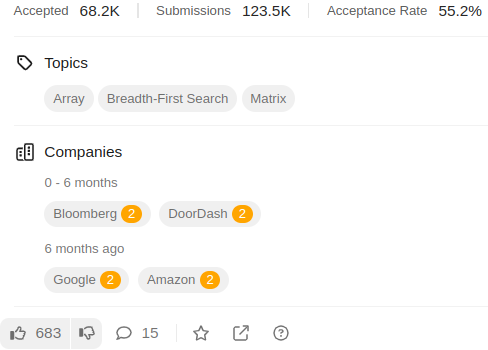 Accepted 68.2K Submissions 123.5K Acceptance Rate 55.2%
Topics
Array Breadth-First Search Matrix
Companies
0 - 6 months
Bloomberg 2 DoorDash 2
6 months ago
Google 2 Amazon 2
683 15